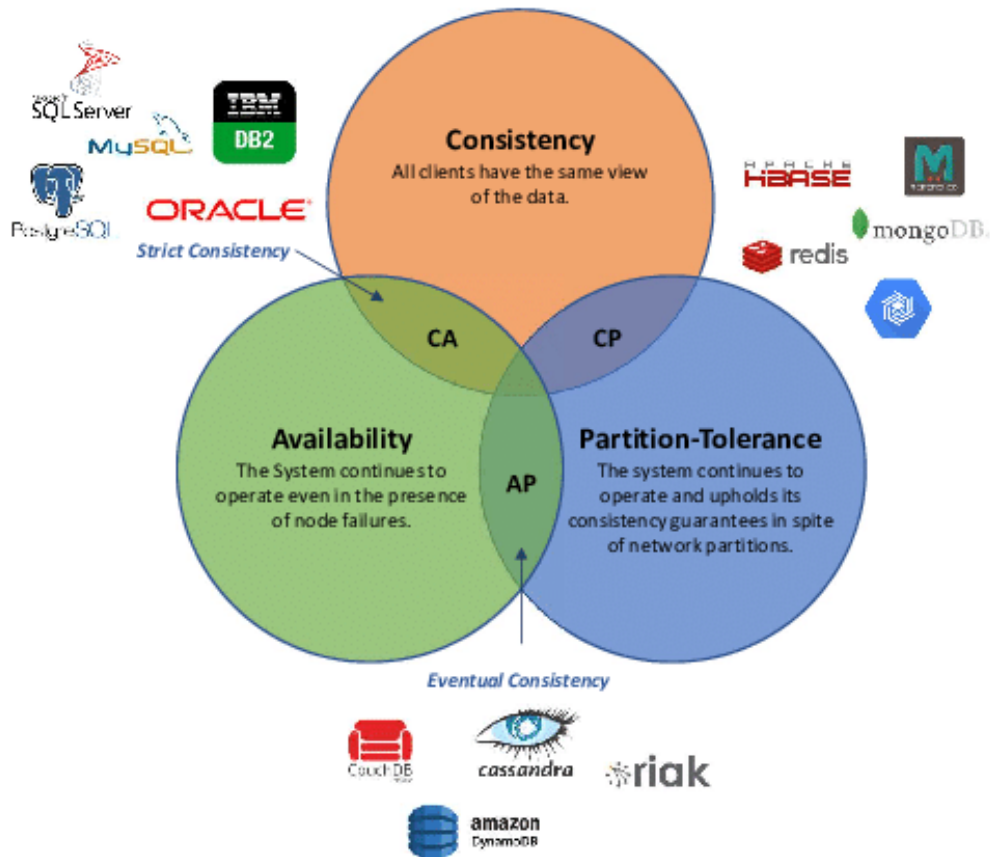 SQL Server
MySQL
IBM
DB2
PostgreSQL
ORACLE
Strict Consistency
Consistency
All clients have the same view
of the data.
APACHE
HBASE
mongoDB.
redis
CA
CP
Availability
The System continues to
operate even in the presence
of node failures.
Partition-Tolerance
The system continues to
operate and upholds its
consistency guarantees in spite
of network partitions.
AP
Eventual Consistency
CouchDB
cassandra
riak
amazon
DynamoDB